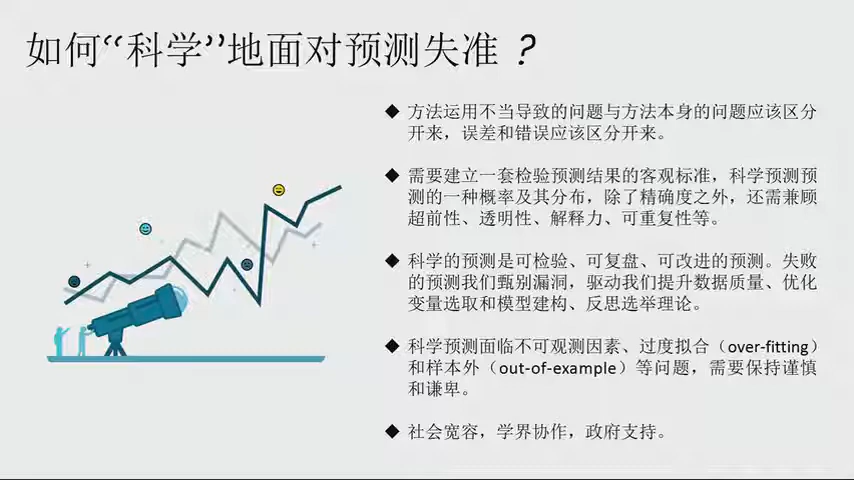 如何“科学”地面对预测失准？
◆ 方法运用不当导致的问题与方法本身的问题应该区分
开来，误差和错误应该区分开来。
◆ 需要建立一套检验预测结果的客观标准，科学预测预
测的一种概率及其分布，除了精确度之外，还需兼顾
超前性、透明性、解释力、可重复性等。
◆ 科学的预测是可检验、可复盘、可改进的预测。失败
的预测我们甄别漏洞，驱动我们提升数据质量、优化
变量选取和模型建构、反思选举理论。
◆ 科学预测面临不可观测因素、过度拟合（over-fitting）
和样本外（out-of-example）等问题，需要保持谨慎
和谦卑。
◆ 社会宽容，学界协作，政府支持。